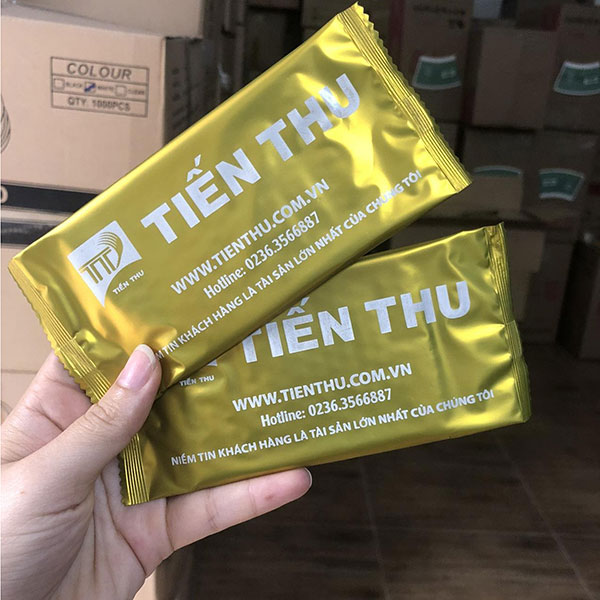 COLOUR
BLACK WHITE CLEAR
QTY: 1000PCS
TIẾN THU
TIẾN THU
WWW.TIENTHU.COM.VN
Hotline: 0236.3566887
NIỀM TIN KHÁCH HÀNG LÀ TÀI SẢN LỚN NHẤT CỦA CHÚNG TÔI
TIẾN THU
TIẾN THU
WWW.TIENTHU.COM.VN
Hotline: 0236.3566887
NIỀM TIN KHÁCH HÀNG LÀ TÀI SẢN LỚN NHẤT CỦA CHÚNG TÔI